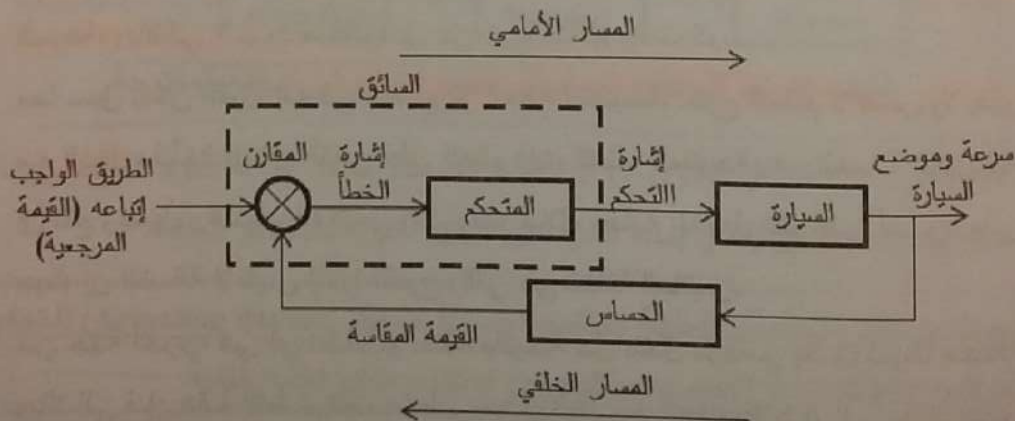 المسار الأمامي
السائق
الطريق الواجب
إتباعه (القيمة
المرجعية)
المقارن
إشارة
الخطأ
المتحكم
إشارة
االتحكم
السيارة
سرعة وموضع
السيارة
الحساس
القيمة المقاسة
المسار الخلفي